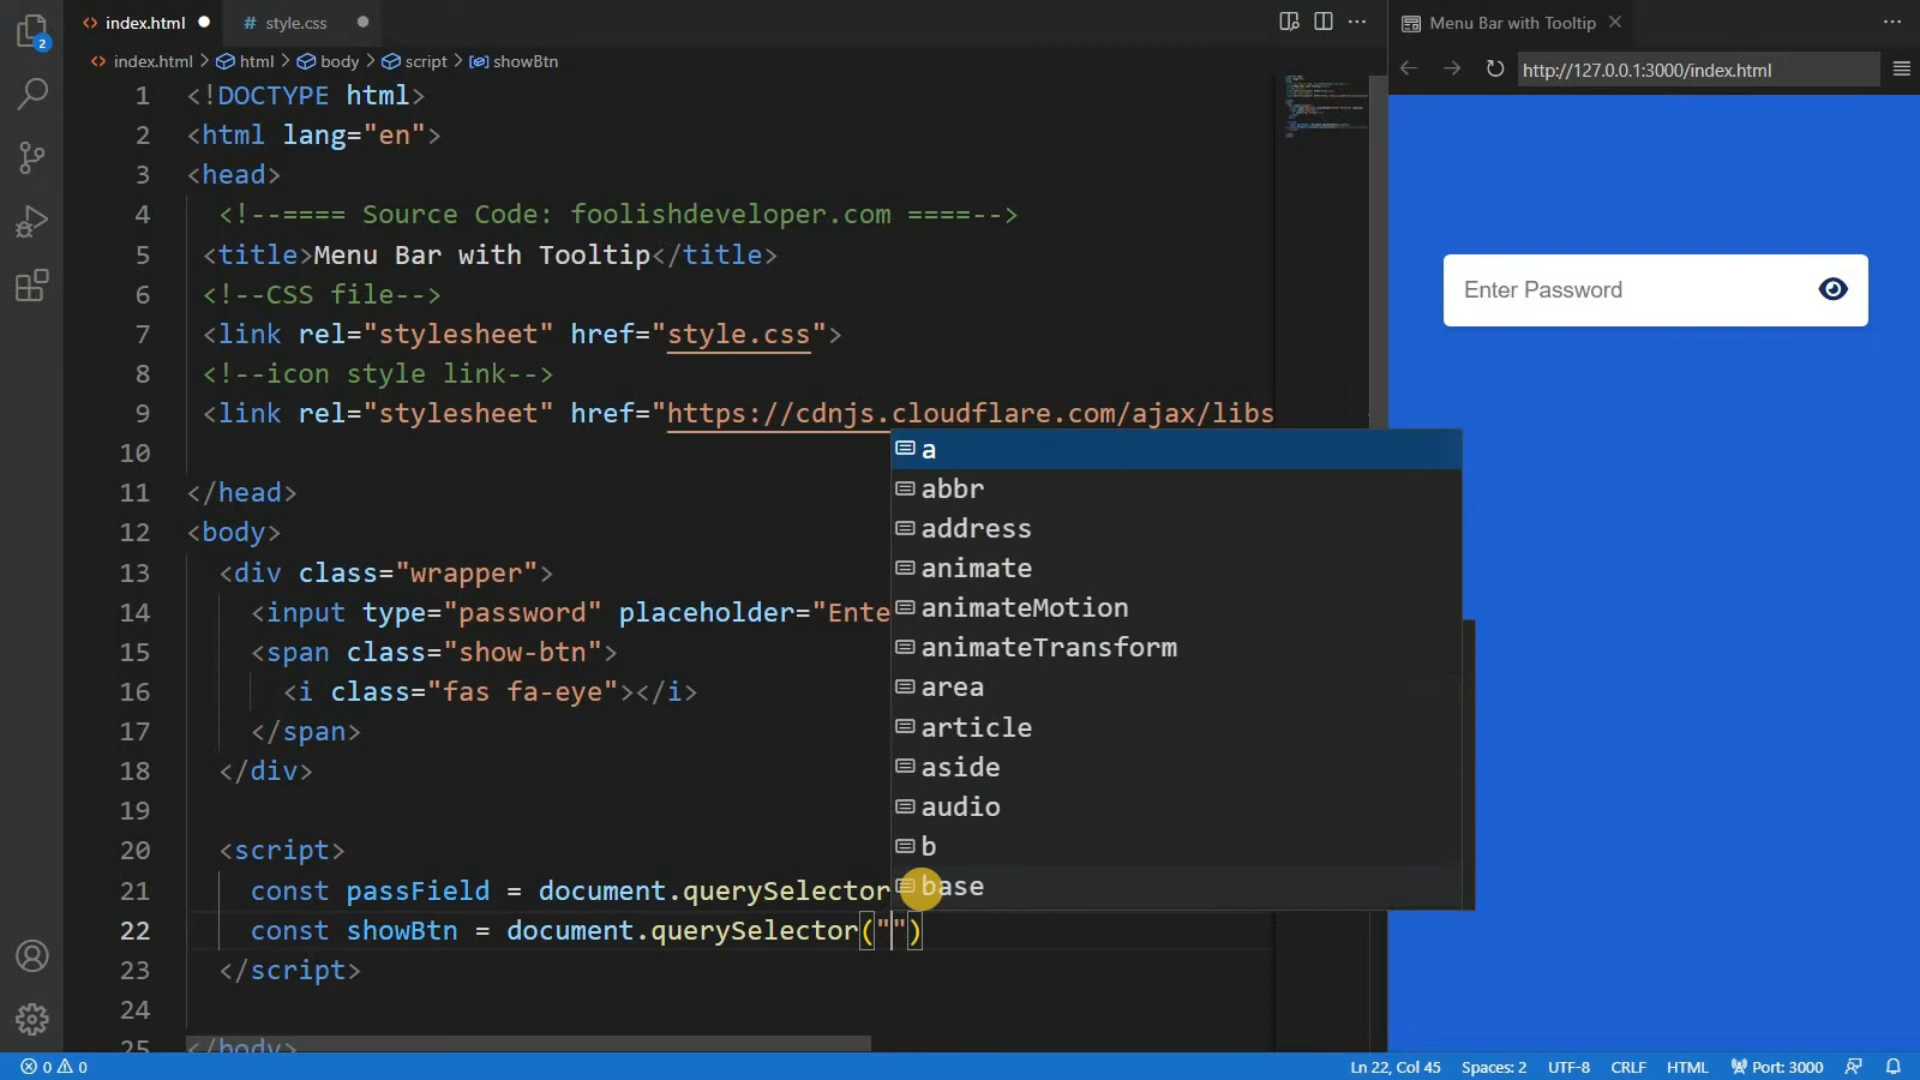 index.html
style.css
Menu Bar with Tooltip
index.html > html > body > script > showBtn
http://127.0.0.1:3000/index.html
2
1 <!DOCTYPE html>
2 <html lang="en">
3 <head>
4 <!--==== Source Code: foolishdeveloper.com ====-->
5 <title>Menu Bar with Tooltip</title>
6 <!--CSS file-->
7 <link rel="stylesheet" href="style.css">
8 <!--icon style link-->
9 <link rel="stylesheet" href="https://cdnjs.cloudflare.com/ajax/libs
10
11 </head>
12 <body>
13 <div class="wrapper">
14 <input type="password" placeholder="Ente
15 <span class="show-btn">
16 <i class="fas fa-eye"></i>
17 </span>
18 </div>
19
20 <script>
21 const passField = document.querySelector
22 const showBtn = document.querySelector("")
23 </script>
24
25 </body>
a
abbr
address
animate
animateMotion
animateTransform
area
article
aside
audio
b
base
Enter Password
0 0
Ln 22, Col 45
Spaces: 2
UTF-8
CRLF
HTML
Port: 3000